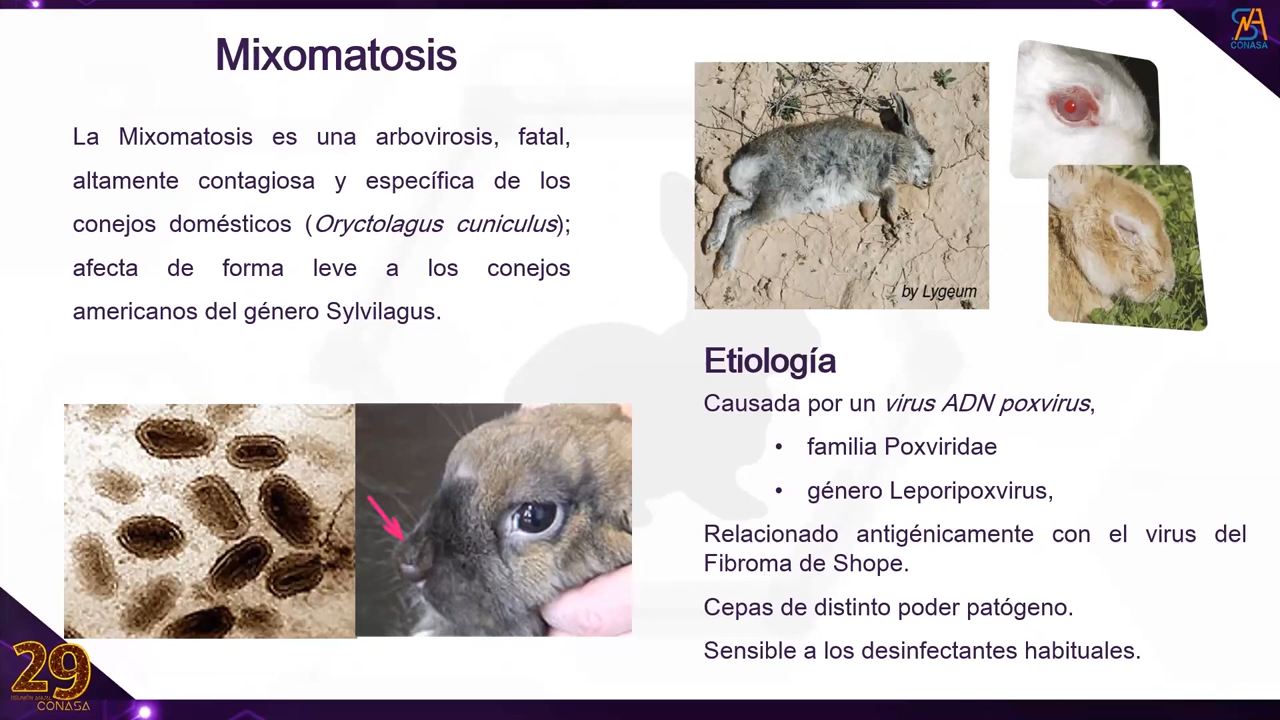 Mixomatosis
La Mixomatosis es una arbovirosis, fatal,
altamente contagiosa y específica de los
conejos domésticos (Oryctolagus cuniculus);
afecta de forma leve a los conejos
americanos del género Sylvilagus.
CONASA
by Lygeum
Etiología
Causada por un virus ADN poxvirus,
• familia Poxviridae
• género Leporipoxvirus,
Relacionado antigénicamente con el virus del
Fibroma de Shope.
Cepas de distinto poder patógeno.
Sensible a los desinfectantes habituales.
29
REUNIÓN ANUAL
CONASA